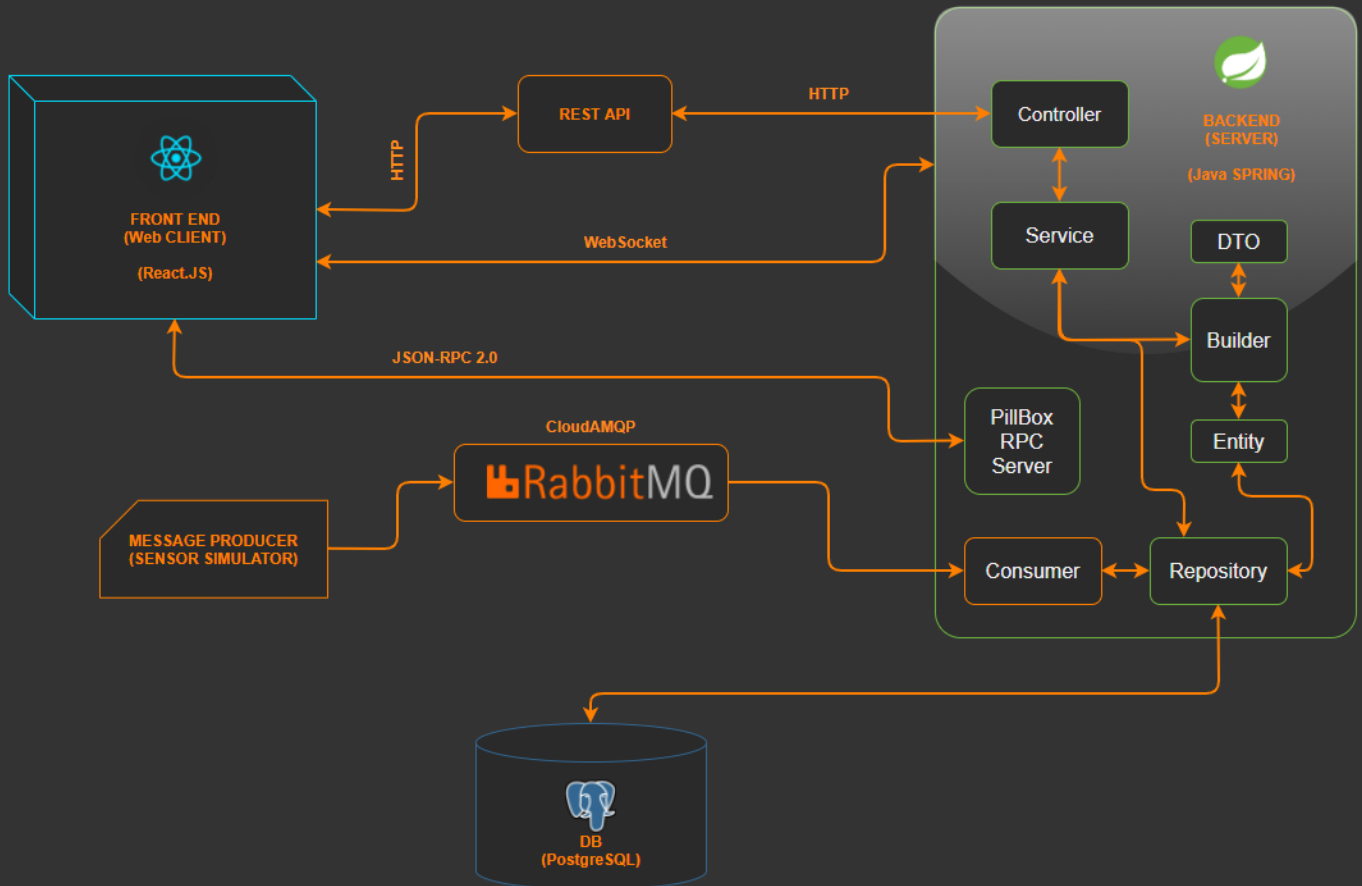 HTTP
REST API
Controller
BACKEND
(SERVER)
(Java SPRING)
HTTP
FRONT END
(Web CLIENT)
(React.JS)
WebSocket
Service
DTO
Builder
JSON-RPC 2.0
PillBox
RPC
Server
Entity
CloudAMQP
RabbitMQ
MESSAGE PRODUCER
(SENSOR SIMULATOR)
Consumer
Repository
DB
(PostgreSQL)